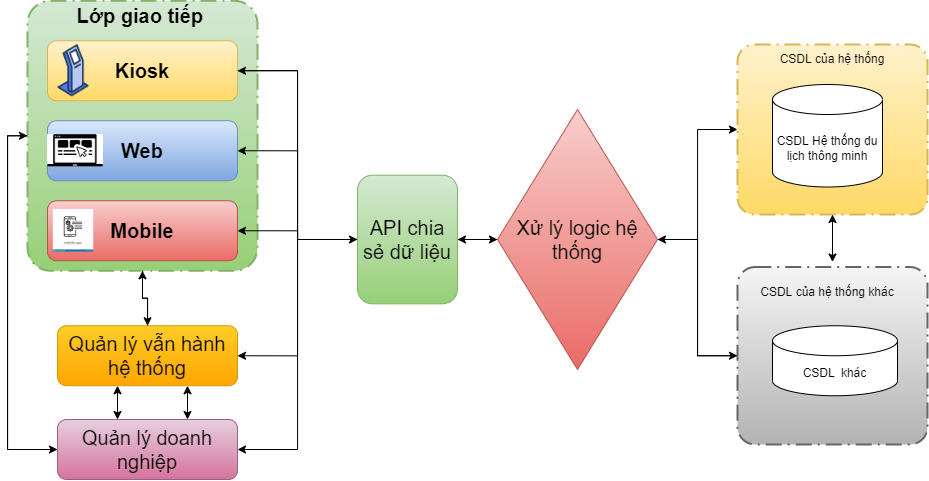 Lớp giao tiếp
Kiosk
Web
Mobile
Quản lý vẫn hành
hệ thống
Quản lý doanh
nghiệp
API chia
sẻ dữ liệu
Xử lý logic hệ
thống
CSDL của hệ thống
CSDL Hệ thống du
lịch thông minh
CSDL của hệ thống khác
CSDL khác